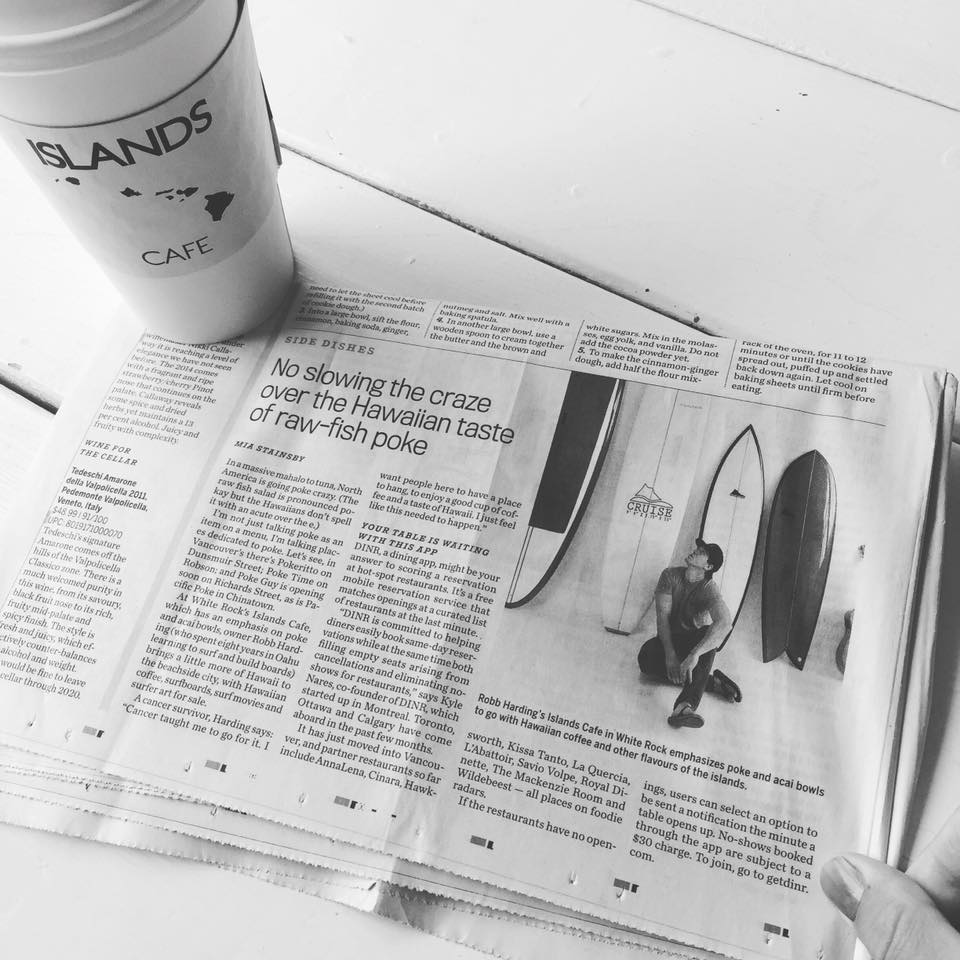 ISLANDS
CAFE
need to let the sheet cool before
refilling it with the second batch
of cookie dough.)
3. Into a large bowl, sift the flour,
cinnamon, baking soda, ginger,
nutmeg and salt. Mix well with a
baking spatula.
4. In another large bowl, use a
wooden spoon to cream together
the butter and the brown and
white sugars. Mix in the molas-
ses, egg yolk, and vanilla. Do not
add the cocoa powder yet.
5. To make the cinnamon-ginger
dough, add half the flour mix-
rack of the oven, for 11 to 12
minutes or until the cookies have
spread out, puffed up and settled
back down again. Let cool on
baking sheets until firm before
eating.
way it is reaching a level of
elegance we have not seen
before. The 2014 comes
with a fragrant and ripe
strawberry/cherry Pinot
nose that continues on the
palate. Callaway reveals
some spice and dried
herbs yet maintains a 13
per cent alcohol. Juicy and
fruity with complexity.
WINE FOR
THE CELLAR
Tedeschi Amarone
della Valpolicella 2011,
Pedemonte Valpolicella,
Veneto, Italy
$48.99 | 91/100
UPC: 8019171000070
Tedeschi's signature
Amarone comes off the
hills of the Valpolicella
Classico zone. There is a
much welcomed purity in
this wine, from its savoury,
black fruit nose to its rich,
fruity mid-palate and
spicy finish. The style is
fresh and juicy, which ef-
ectively counter-balances
alcohol and weight.
would be fine to leave
cellar through 2020.
SIDE DISHES
No slowing the craze
over the Hawaiian taste
of raw-fish poke
MIA STAINSBY
In a massive mahalo to tuna, North
America is going poke crazy. (The
raw fish salad is pronounced po-
kay but the Hawaiians don't spell
it with an acute over the e.)
I'm not just talking poke as an
item on a menu, I'm talking plac-
es dedicated to poke. Let's see, in
Vancouver's there's Pokeritto on
Dunsmuir Street; Poke Time on
Robson; and Poke Guy is opening
soon on Richards Street, as is Pa-
cific Poke in Chinatown.
At White Rock's Islands Cafe,
which has an emphasis on poke
and acai bowls, owner Robb Hard-
ing (who spent eight years in Oahu
learning to surf and build boards)
brings a little more of Hawaii to
the beachside city, with Hawaiian
coffee, surfboards, surf movies and
surfer art for sale.
A cancer survivor, Harding says:
"Cancer taught me to go for it. I
want people here to have a place
to hang, to enjoy a good cup of cof-
fee and a taste of Hawaii. I just feel
like this needed to happen."
YOUR TABLE IS WAITING
WITH THIS APP
DINR, a dining app, might be your
answer to scoring a reservation
at hot-spot restaurants. It's a free
mobile reservation service that
matches openings at a curated list
of restaurants at the last minute.
"DINR is committed to helping
diners easily book same-day reser-
vations while at the same time both
filling empty seats arising from
cancellations and eliminating no-
shows for restaurants," says Kyle
Nares, co-founder of DINR, which
started up in Montreal. Toronto,
Ottawa and Calgary have come
aboard in the past few months.
It has just moved into Vancou-
ver, and partner restaurants so far
include AnnaLena, Cinara, Hawk-
CRUISE
Robb Harding's Islands Cafe in White Rock emphasizes poke and acai bowls
to go with Hawaiian coffee and other flavours of the islands.
sworth, Kissa Tanto, La Quercia,
L'Abattoir, Savio Volpe, Royal Di-
nette, The Mackenzie Room and
Wildebeest — all places on foodie
radars.
If the restaurants have no open-
ings, users can select an option to
be sent a notification the minute a
table opens up. No-shows booked
through the app are subject to a
$30 charge. To join, go to getdinr.
com.